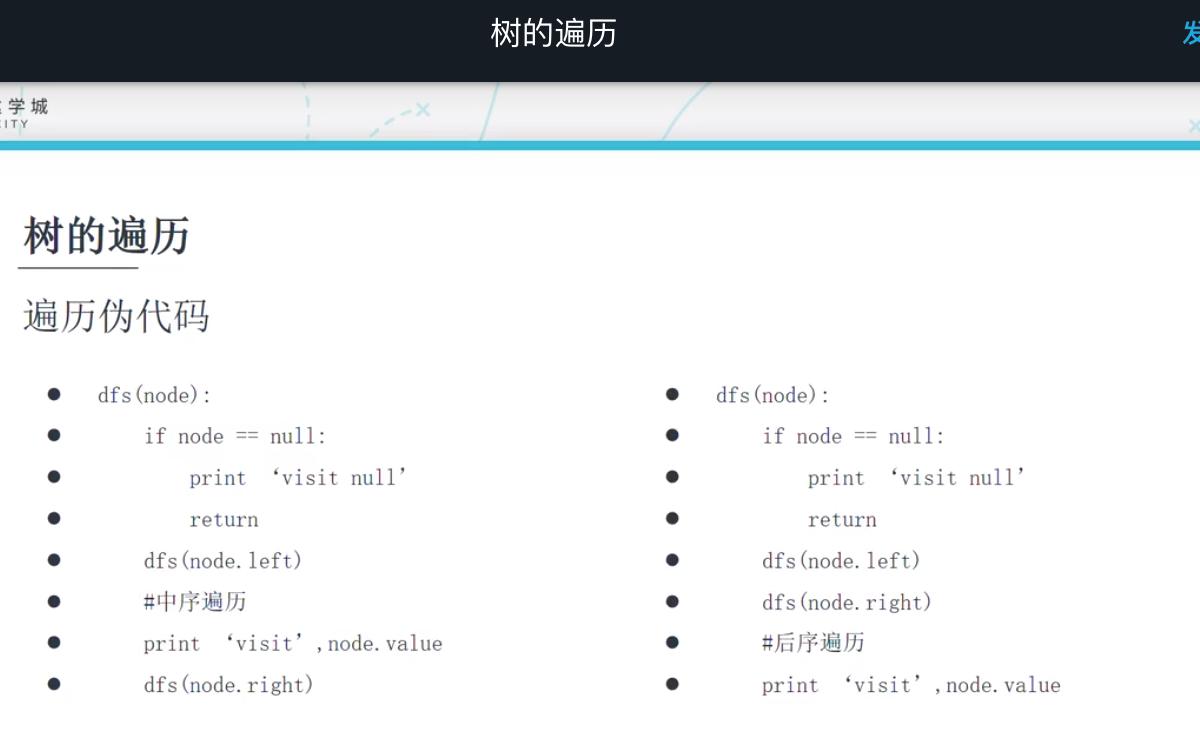 树的遍历
发
学城
CITY
树的遍历
遍历伪代码
dfs(node):
if node == null:
print ‘visit null’
return
dfs(node.left)
#中序遍历
print ‘visit’,node.value
dfs(node.right)
dfs(node):
if node == null:
print ‘visit null’
return
dfs(node.left)
dfs(node.right)
#后序遍历
print ‘visit’,node.value